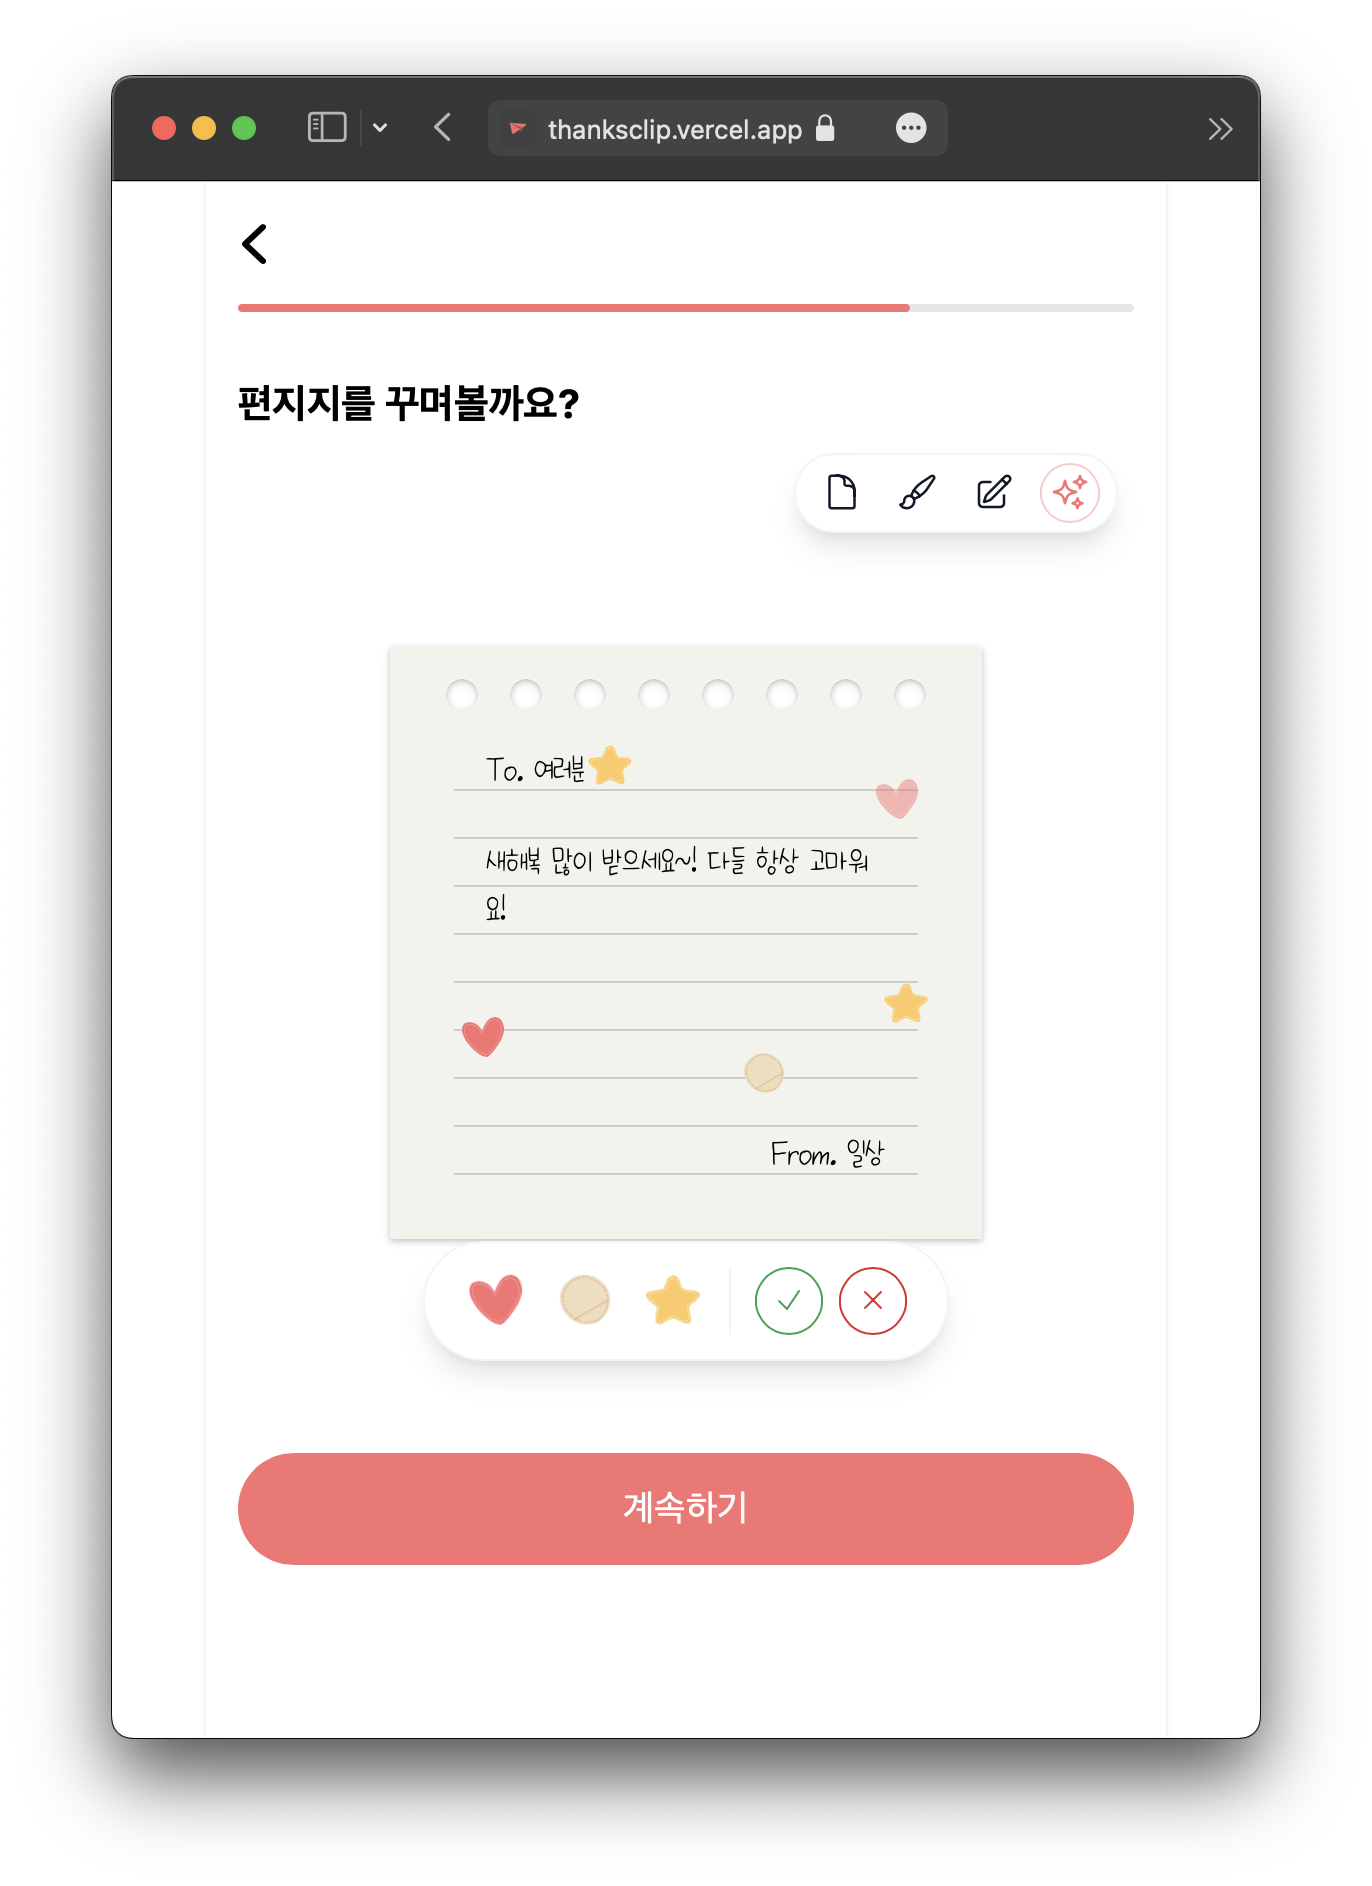 thanksclip.vercel.app
편지지를 꾸며볼까요?
To. 여러분
새해복 많이 받으세요~! 다들 항상 고마워
요!
From. 일상
계속하기